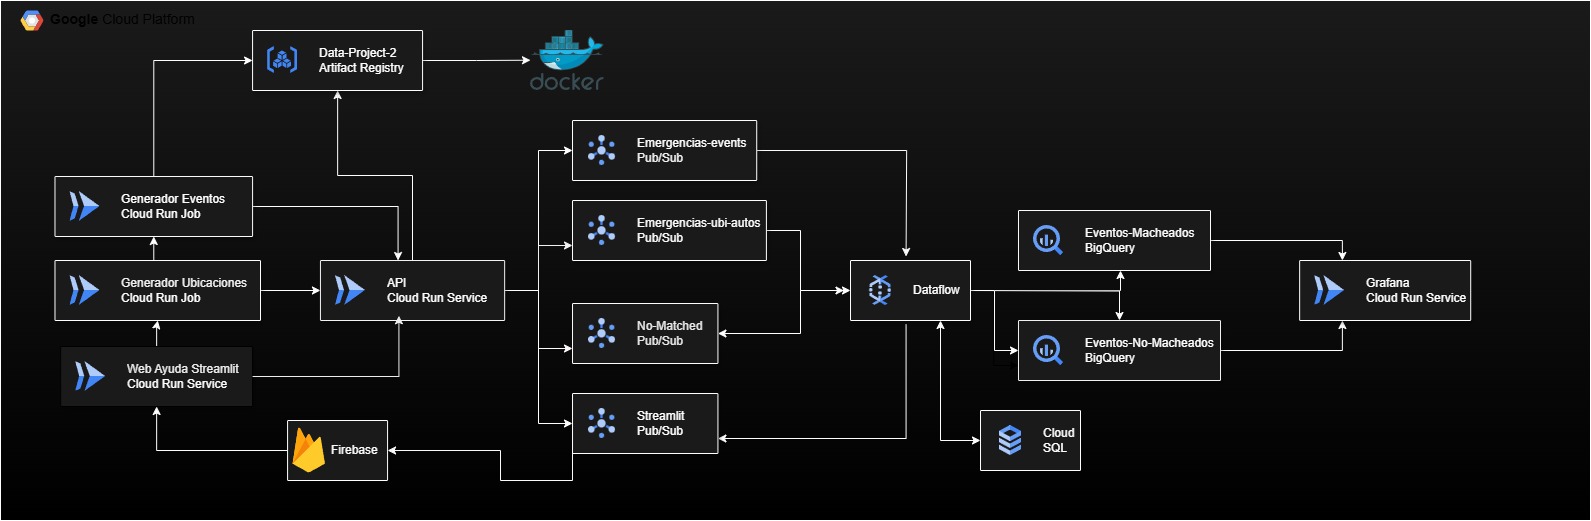 Google Cloud Platform
Data-Project-2
Artifact Registry
docker
Emergencias-events
Pub/Sub
Generador Eventos
Cloud Run Job
Emergencias-ubi-autos
Pub/Sub
Eventos-Macheados
BigQuery
Generador Ubicaciones
Cloud Run Job
API
Cloud Run Service
Dataflow
Grafana
Cloud Run Service
No-Matched
Pub/Sub
Eventos-No-Macheados
BigQuery
Web Ayuda Streamlit
Cloud Run Service
Streamlit
Pub/Sub
Firebase
Cloud
SQL